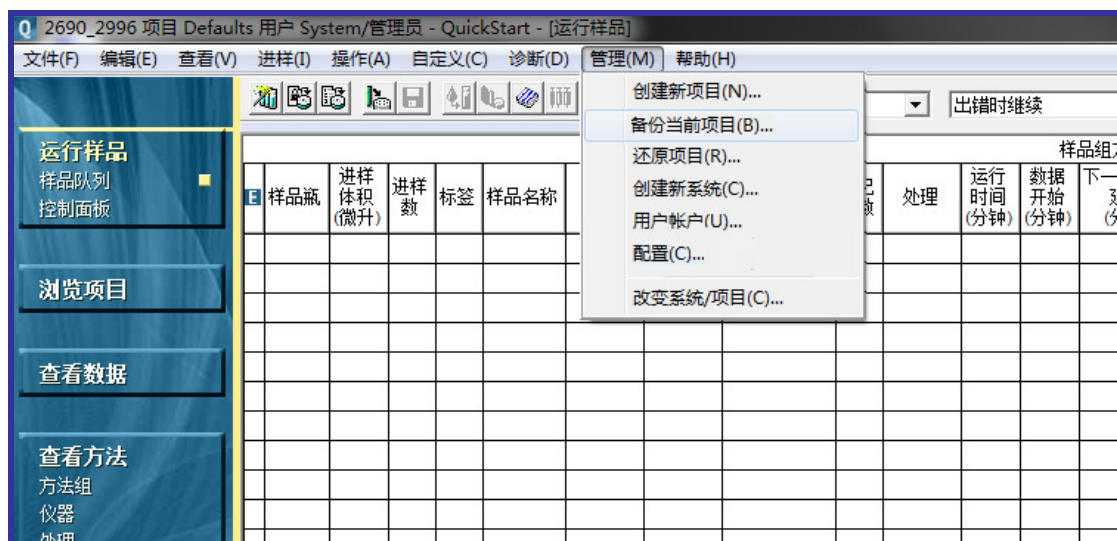 2690_2996 项目 Defaults 用户 System/管理员 - QuickStart - [运行样品]
文件(F) 编辑(E) 查看(V) 进样(I) 操作(A) 自定义(C) 诊断(D) 管理(M) 帮助(H)
创建新项目(N)...
备份当前项目(B)...
还原项目(R)...
创建新系统(C)...
用户帐户(U)...
配置(C)...
改变系统/项目(C)...
出错时继续
运行样品
样品队列
控制面板
浏览项目
查看数据
查看方法
方法组
仪器
处理
样品组
E 样品瓶 进样体积(微升) 进样数 标签 样品名称 处理 运行时间(分钟) 数据开始(分钟) 下一